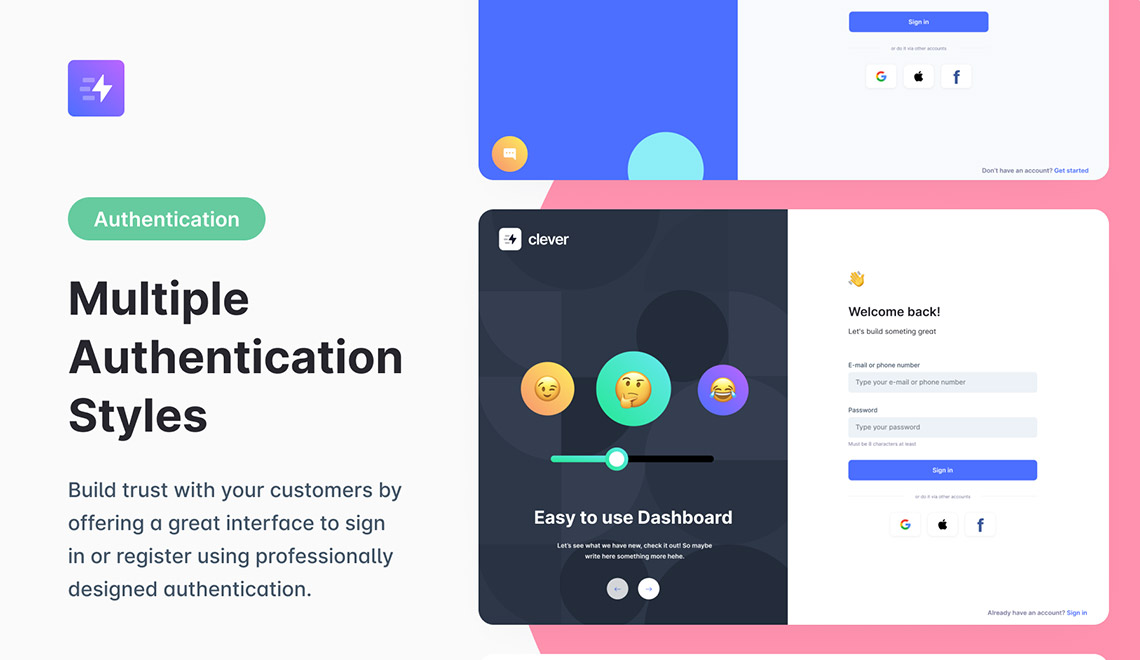 Authentication
Multiple
Authentication
Styles
Build trust with your customers by
offering a great interface to sign
in or register using professionally
designed authentication.
Sign in
or do it via other accounts
Don't have an account? Get started
clever
Easy to use Dashboard
Let's see what we have new, check it out! So maybe
write here something more hehe.
Welcome back!
Let's build someting great
E-mail or phone number
Type your e-mail or phone number
Password
Type your password
Must be 8 characters at least
Sign in
or do it via other accounts
Already have an account? Sign in